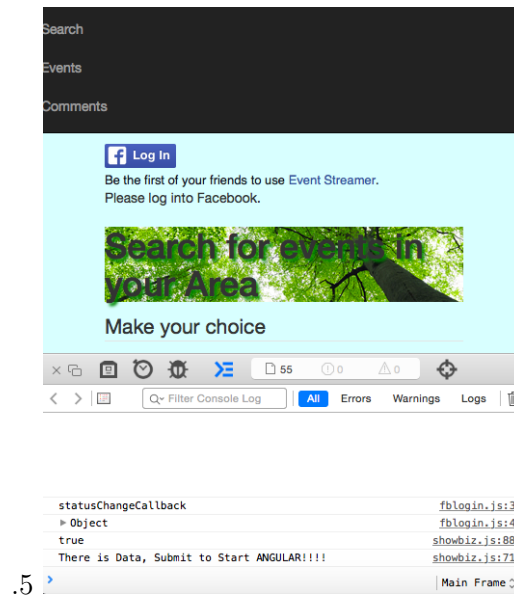 Search
Events
Comments
f Log In
Be the first of your friends to use Event Streamer.
Please log into Facebook.
Search for events in
your Area
Make your choice
55 0 0
Filter Console Log All Errors Warnings Logs
statusChangeCallback fblogin.js:3
Object fblogin.js:4
true showbiz.js:88
There is Data, Submit to Start ANGULAR!!!! showbiz.js:71
.5 Main Frame